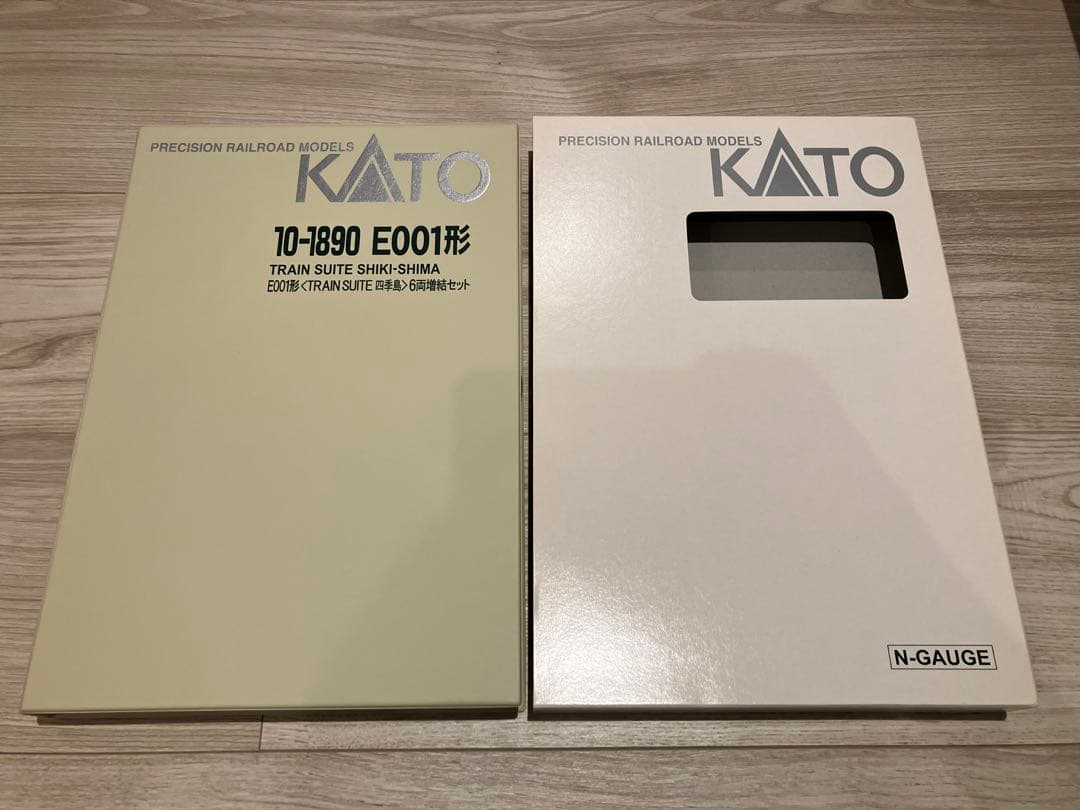 PRECISION RAILROAD MODELS
KATO
10-1890 E001形
TRAIN SUITE SHIKI-SHIMA
E001形〈TRAIN SUITE 四季島〉6両増結セット
PRECISION RAILROAD MODELS
KATO
N-GAUGE